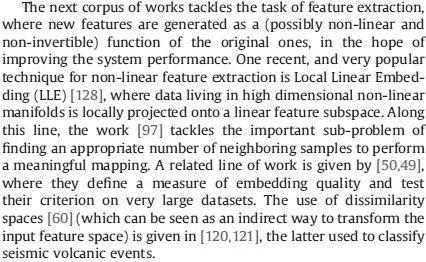 The next corpus of works tackles the task of feature extraction,
where new features are generated as a (possibly non-linear and
non-invertible) function of the original ones, in the hope of
improving the system performance. One recent, and very popular
technique for non-linear feature extraction is Local Linear Embed-
ding (LLE) [128], where data living in high dimensional non-linear
manifolds is locally projected onto a linear feature subspace. Along
this line, the work [97] tackles the important sub-problem of
finding an appropriate number of neighboring samples to perform
a meaningful mapping. A related line of work is given by [50,49],
where they define a measure of embedding quality and test
their criterion on very large datasets. The use of dissimilarity
spaces [60] (which can be seen as an indirect way to transform the
input feature space) is given in [120,121], the latter used to classify
seismic volcanic events.